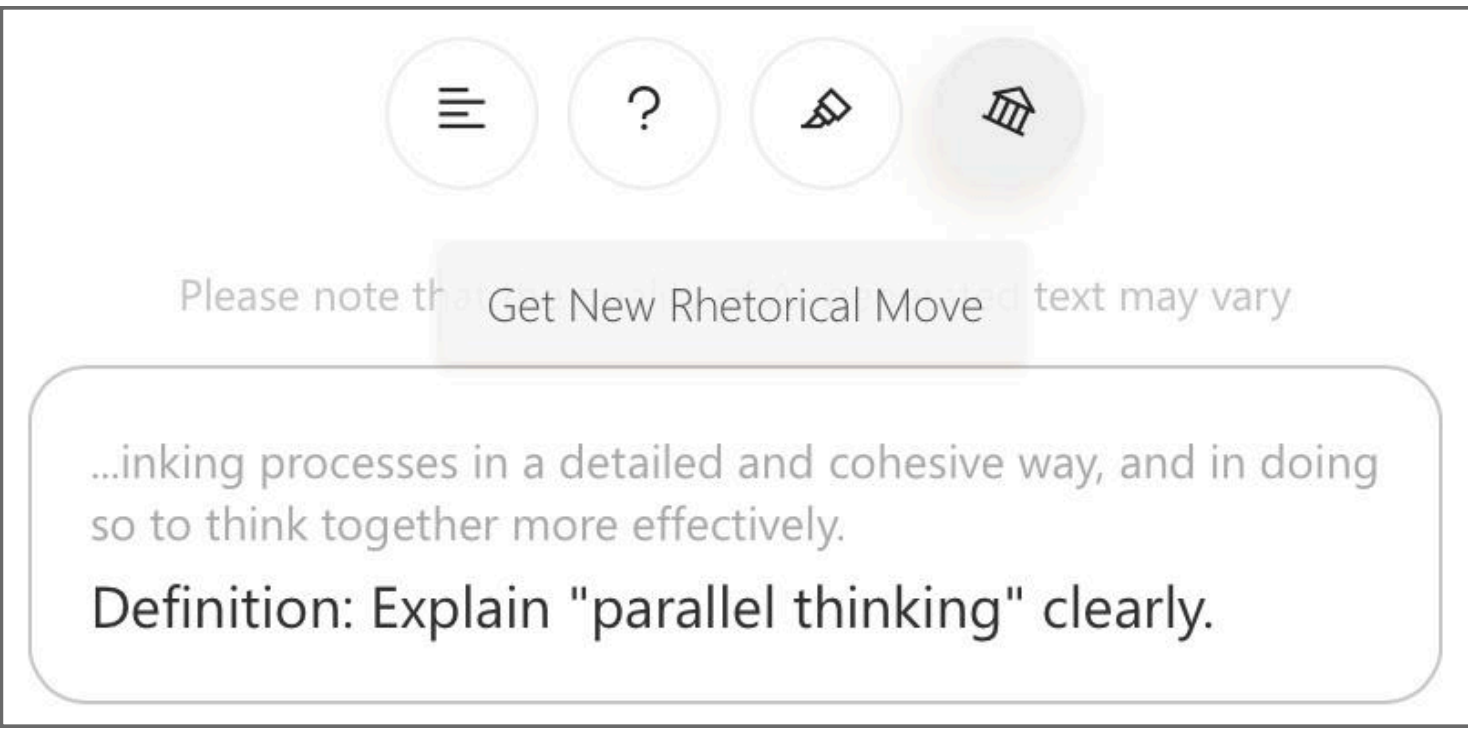 ?
Please note th
Get New Rhetorical Move
text may vary
...inking processes in a detailed and cohesive way, and in doing
so to think together more effectively.
Definition: Explain "parallel thinking" clearly.